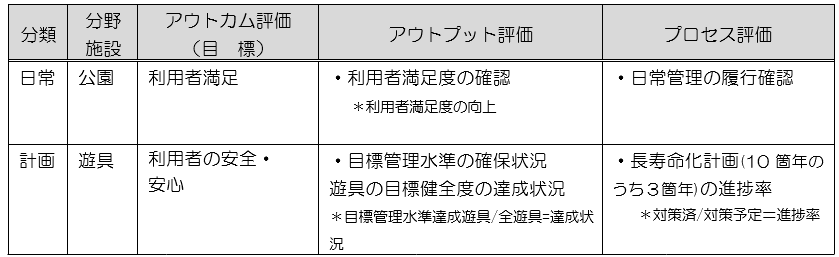 分類 分野施設 アウトカム評価（目　標） アウトプット評価 プロセス評価
日常 公園 利用者満足 ・利用者満足度の確認 ・日常管理の履行確認
＊利用者満足度の向上
計画 遊具 利用者の安全・ ・目標管理水準の確保状況 ・長寿命化計画(10 箇年の
安心 遊具の目標健全度の達成状況 うち３箇年)の進捗率
＊目標管理水準達成遊具/全遊具=達成状 ＊対策済/対策予定＝進捗率
況